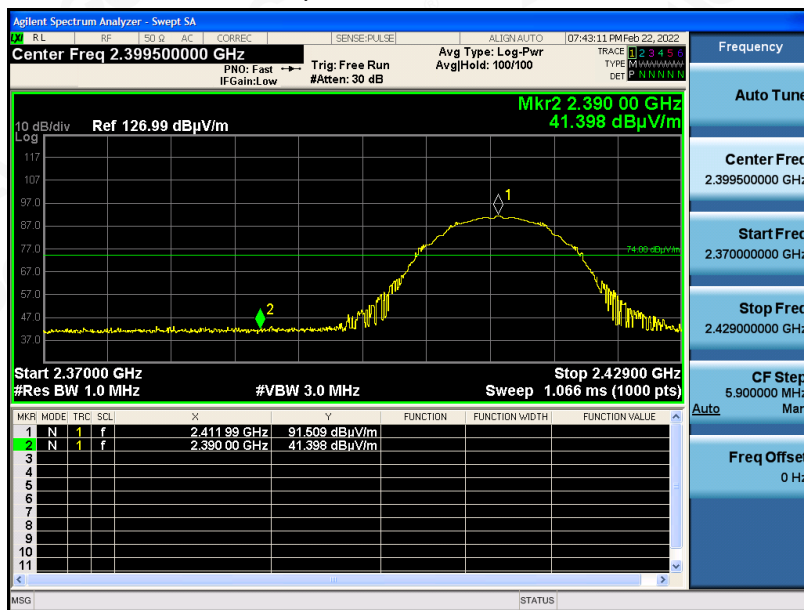 Agilent Spectrum Analyzer - Swept SA
LXI RL RF 50 Ω AC CORREC SENSE:PULSE ALIGN AUTO 07:43:11 PM Feb 22, 2022
Center Freq 2.399500000 GHz
PNO: Fast
IFGain:Low
Trig: Free Run
#Atten: 30 dB
Avg Type: Log-Pwr
Avg|Hold: 100/100
TRACE 1 2 3 4 5 6
TYPE M WWWWW
DET P N N N N N
Mkr2 2.390 00 GHz
41.398 dBµV/m
10 dB/div Ref 126.99 dBµV/m
Log
117
107
97.0
87.0
77.0
67.0
57.0
47.0
37.0
1
2
74.00 dBµV/m
Start 2.37000 GHz Stop 2.42900 GHz
#Res BW 1.0 MHz #VBW 3.0 MHz Sweep 1.066 ms (1000 pts)
MKR MODE TRC SCL X Y FUNCTION FUNCTION WIDTH FUNCTION VALUE
1 N 1 f 2.411 99 GHz 91.509 dBµV/m
2 N 1 f 2.390 00 GHz 41.398 dBµV/m
3
4
5
6
7
8
9
10
11
MSG STATUS
Frequency
Auto Tune
Center Freq
2.399500000 GHz
Start Freq
2.370000000 GHz
Stop Freq
2.429000000 GHz
CF Step
5.900000 MHz
Auto Man
Freq Offset
0 Hz